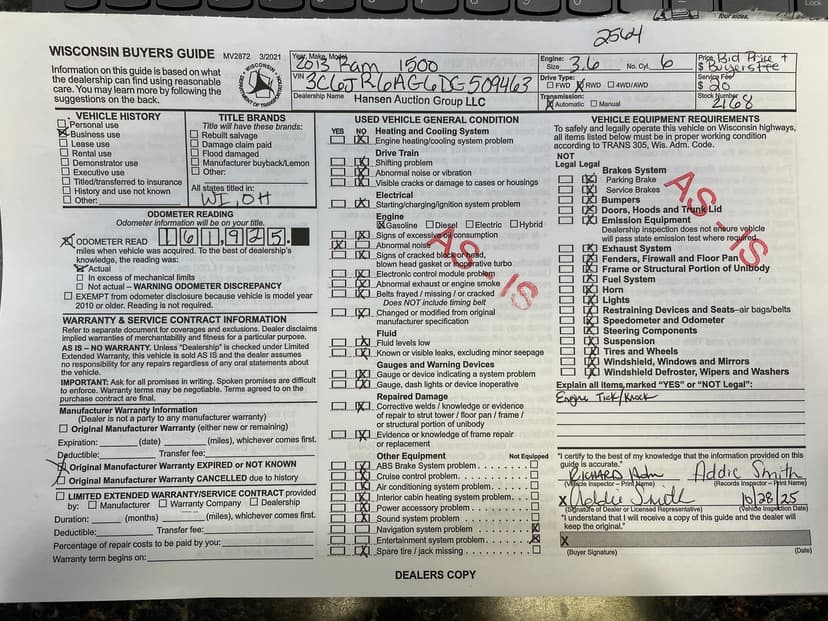 2564
four sides.
WISCONSIN BUYERS GUIDE MV2872 3/2021
Information on this guide is based on what
the dealership can find using reasonable
care. You may learn more by following the
suggestions on the back.
Year, Make, Model
2013 Ram 1500
VIN 3C6JR6AG6DG509463
Dealership Name Hansen Auction Group LLC
Engine:
Size 3.6 No. Cyl. 6
Drive Type:
FWD RWD 4WD/AWD
Transmission:
Automatic Manual
Price Bid Price +
$ Buyers Fee
Service Fee
$ 20
Stock Number
2168
VEHICLE HISTORY
Personal use
Business use
Lease use
Rental use
Demonstrator use
Executive use
Titled/transferred to insurance
History and use not known
Other:
TITLE BRANDS
Title will have these brands:
Rebuilt salvage
Damage claim paid
Flood damaged
Manufacturer buyback/Lemon
Other:
All states titled in:
WI, OH
ODOMETER READING
Odometer information will be on your title.
ODOMETER READ 161,925.
miles when vehicle was acquired. To the best of dealership's
knowledge, the reading was:
Actual
In excess of mechanical limits
Not actual – WARNING ODOMETER DISCREPANCY
EXEMPT from odometer disclosure because vehicle model year
2010 or older. Reading is not required.
WARRANTY & SERVICE CONTRACT INFORMATION
Refer to separate document for coverages and exclusions. Dealer disclaims
implied warranties of merchantability and fitness for a particular purpose.
AS IS – NO WARRANTY. Unless "Dealership" is checked under Limited
Extended Warranty, this vehicle is sold AS IS and the dealer assumes
no responsibility for any repairs regardless of any oral statements about
the vehicle.
IMPORTANT: Ask for all promises in writing. Spoken promises are difficult
to enforce. Warranty terms may be negotiable. Terms agreed to on the
purchase contract are final.
Manufacturer Warranty Information
(Dealer is not a party to any manufacturer warranty)
Original Manufacturer Warranty (either new or remaining)
Expiration: (date) (miles), whichever comes first.
Deductible: Transfer fee:
Original Manufacturer Warranty EXPIRED or NOT KNOWN
Original Manufacturer Warranty CANCELLED due to history
LIMITED EXTENDED WARRANTY/SERVICE CONTRACT provided
by: Manufacturer Warranty Company Dealership
Duration: (months) (miles), whichever comes first.
Deductible: Transfer fee:
Percentage of repair costs to be paid by you:
Warranty term begins on:
USED VEHICLE GENERAL CONDITION
YES NO Heating and Cooling System
Engine heating/cooling system problem
Drive Train
Shifting problem
Abnormal noise or vibration
Visible cracks or damage to cases or housings
Electrical
Starting/charging/ignition system problem
Engine
Gasoline Diesel Electric Hybrid
Signs of excessive oil consumption
Abnormal noise
Signs of cracked block or head,
blown head gasket or inoperative turbo
Electronic control module problem
Abnormal exhaust or engine smoke
Belts frayed / missing / or cracked
Does NOT include timing belt
Changed or modified from original
manufacturer specification
Fluid
Fluid levels low
Known or visible leaks, excluding minor seepage
Gauges and Warning Devices
Gauge or device indicating a system problem
Gauge, dash lights or device inoperative
Repaired Damage
Corrective welds / knowledge or evidence
of repair to strut tower / floor pan / frame /
or structural portion of unibody
Evidence or knowledge of frame repair
or replacement
Other Equipment Not Equipped
ABS Brake System problem
Cruise control problem
Air conditioning system problem
Interior cabin heating system problem
Power accessory problem
Sound system problem
Navigation system problem
Entertainment system problem
Spare tire / jack missing
AS - IS
VEHICLE EQUIPMENT REQUIREMENTS
To safely and legally operate this vehicle on Wisconsin highways,
all items listed below must be in proper working condition
according to TRANS 305, Wis. Adm. Code.
NOT
Legal Legal
Brakes System
Parking Brake
Service Brakes
Bumpers
Doors, Hoods and Trunk Lid
Emission Equipment
Dealership inspection does not ensure vehicle
will pass state emission test where required.
Exhaust System
Fenders, Firewall and Floor Pan
Frame or Structural Portion of Unibody
Fuel System
Horn
Lights
Restraining Devices and Seats–air bags/belts
Speedometer and Odometer
Steering Components
Suspension
Tires and Wheels
Windshield, Windows and Mirrors
Windshield Defroster, Wipers and Washers
AS - IS
Explain all items marked "YES" or "NOT Legal":
Engine Tick/Knock
"I certify to the best of my knowledge that the information provided on this
guide is accurate."
RICHARD Addie Smith
(Vehicle Inspector – Print Name) (Records Inspector – Print Name)
X Addie Smith 10/28/25
(Signature of Dealer or Licensed Representative) (Vehicle Inspection Date)
"I understand that I will receive a copy of this guide and the dealer will
keep the original."
X
(Buyer Signature) (Date)
DEALERS COPY